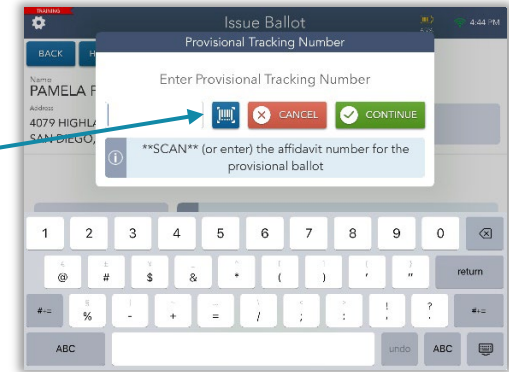 TRAINING
Issue Ballot
4:44 PM
BACK
H
Provisional Tracking Number
Name
PAMELA F
Address
4079 HIGHLA
SAN DIEGO,
Enter Provisional Tracking Number
CANCEL
CONTINUE
**SCAN** (or enter) the affidavit number for the
provisional ballot
1 2 3 4 5 6 7 8 9 0
@ # $ & * ( ) ' " return
#+= % - + = / ; : ! , ? . #+=
ABC undo ABC